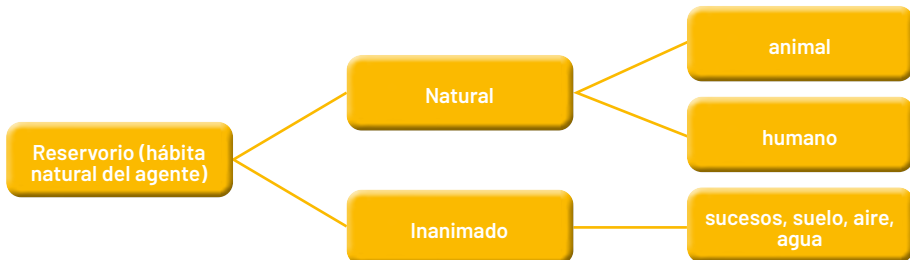 Reservorio (hábita
natural del agente)
Natural
animal
humano
Inanimado
sucesos, suelo, aire,
agua